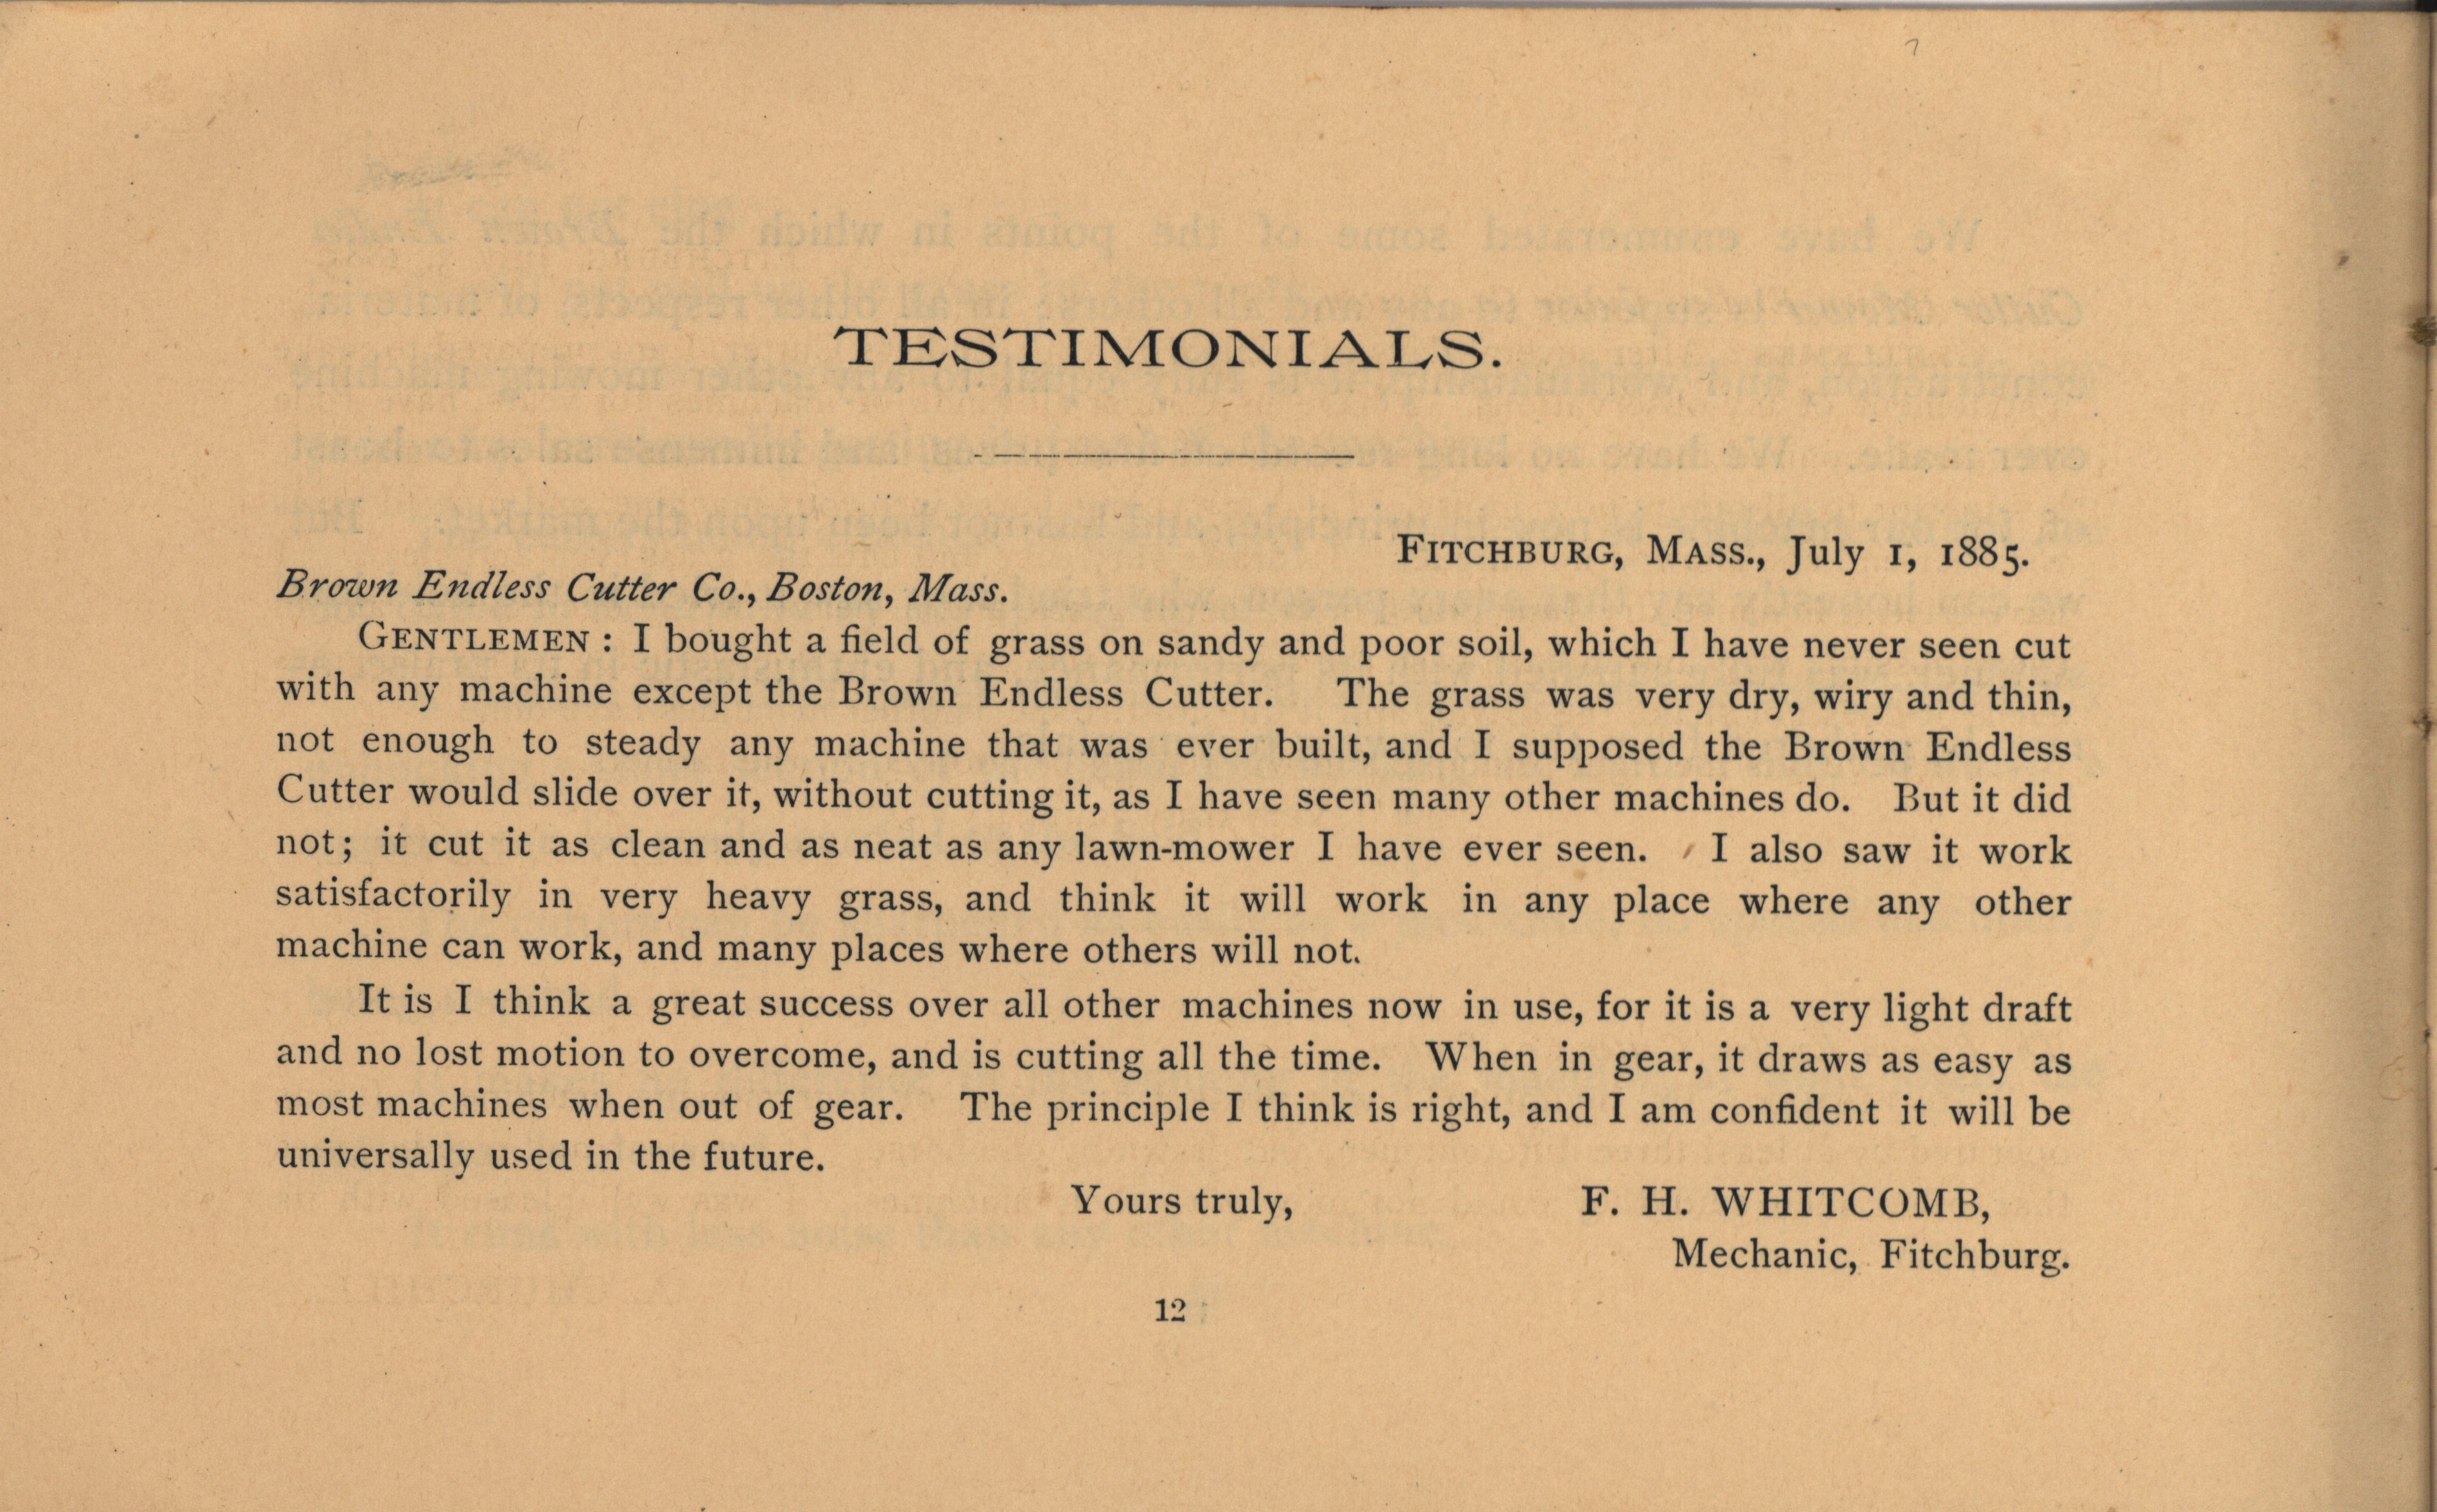 TESTIMONIALS.
FITCHBURG, MASS., July 1, 1885.
Brown Endless Cutter Co., Boston, Mass.
GENTLEMEN : I bought a field of grass on sandy and poor soil, which I have never seen cut
with any machine except the Brown Endless Cutter. The grass was very dry, wiry and thin,
not enough to steady any machine that was ever built, and I supposed the Brown Endless
Cutter would slide over it, without cutting it, as I have seen many other machines do. But it did
not; it cut it as clean and as neat as any lawn-mower I have ever seen. I also saw it work
satisfactorily in very heavy grass, and think it will work in any place where any other
machine can work, and many places where others will not.
It is I think a great success over all other machines now in use, for it is a very light draft
and no lost motion to overcome, and is cutting all the time. When in gear, it draws as easy as
most machines when out of gear. The principle I think is right, and I am confident it will be
universally used in the future.
Yours truly, F. H. WHITCOMB,
Mechanic, Fitchburg.
12